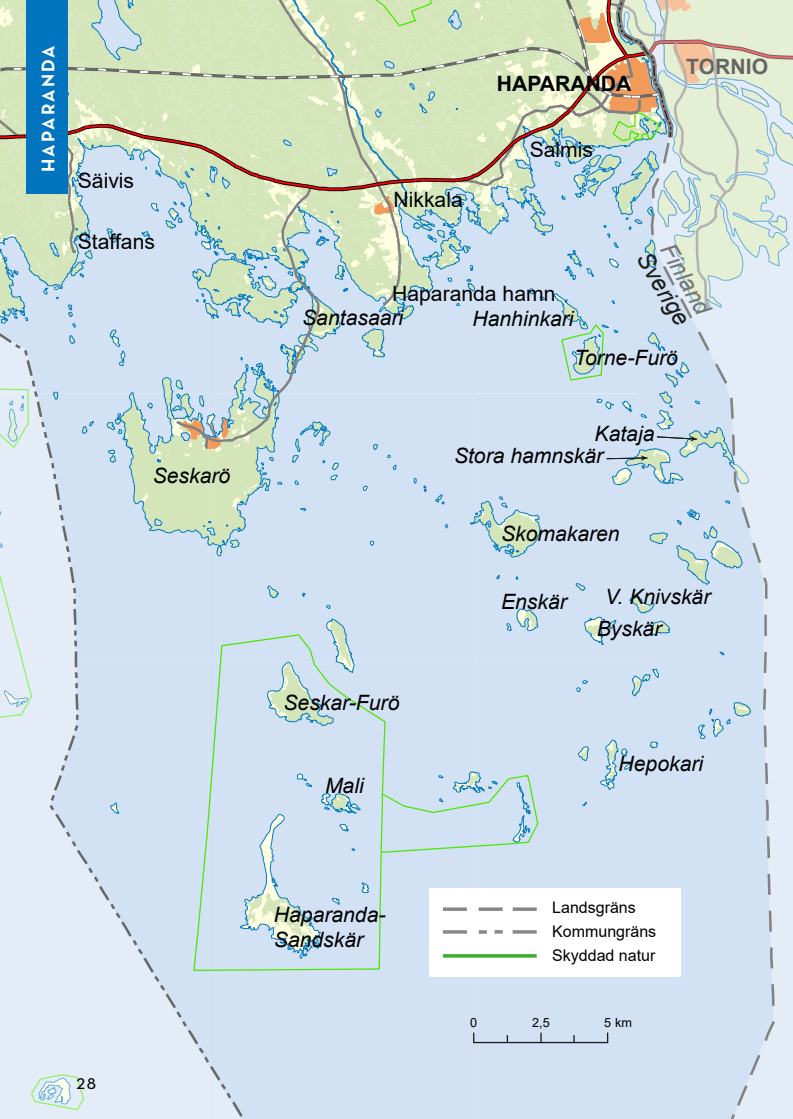 HAPARANDA
HAPARANDA
TORNIO
Salmis
Säivis
Nikkala
Staffans
Finland
Sverige
Haparanda hamn
Santasaari
Hanhinkari
Torne-Furö
Kataja
Stora hamnskär
Seskarö
Skomakaren
Enskär
V. Knivskär
Byskär
Seskar-Furö
Hepokari
Mali
Haparanda-
Sandskär
Landsgräns
Kommungräns
Skyddad natur
0 2,5 5 km
28